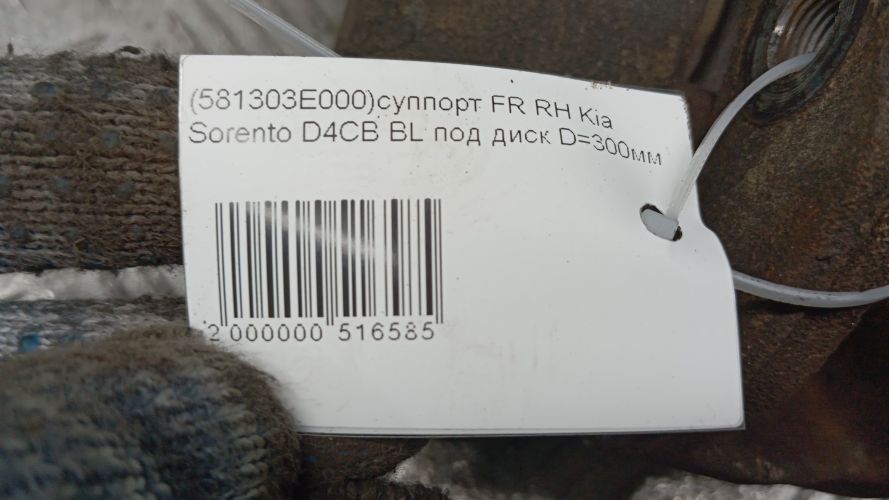 (581303E000)суппорт FR RH Kia
Sorento D4CB BL под диск D=300мм
2 000000 516585